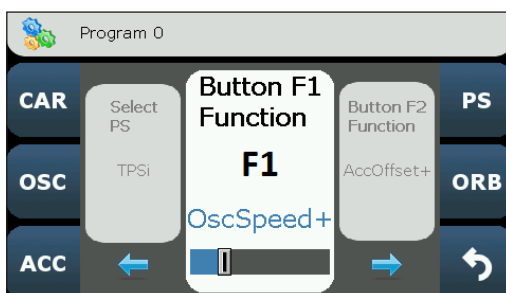 Program 0
CAR
OSC
ACC
Select
PS
TPSi
Button F1
Function
F1
OscSpeed+
Button F2
Function
AccOffset+
PS
ORB